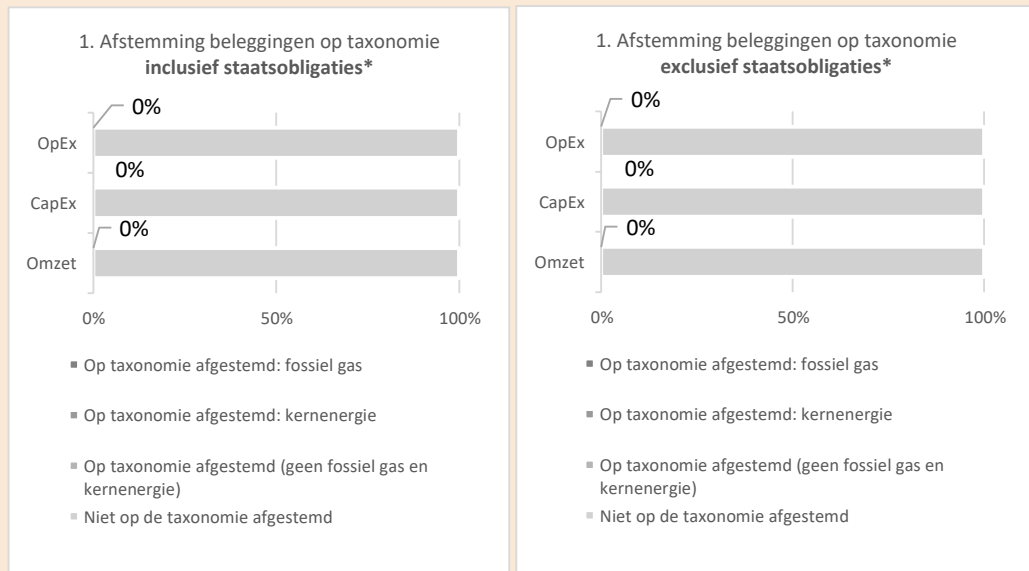 1. Afstemming beleggingen op taxonomie
inclusief staatsobligaties*
0%
OpEx
0%
CapEx
0%
Omzet
0%
50%
100%
Op taxonomie afgestemd: fossiel gas
Op taxonomie afgestemd: kernenergie
Op taxonomie afgestemd (geen fossiel gas en
kernenergie)
Niet op de taxonomie afgestemd
1. Afstemming beleggingen op taxonomie
exclusief staatsobligaties*
0%
OpEx
0%
CapEx
0%
Omzet
0%
50%
100%
Op taxonomie afgestemd: fossiel gas
Op taxonomie afgestemd: kernenergie
Op taxonomie afgestemd (geen fossiel gas en
kernenergie)
Niet op de taxonomie afgestemd